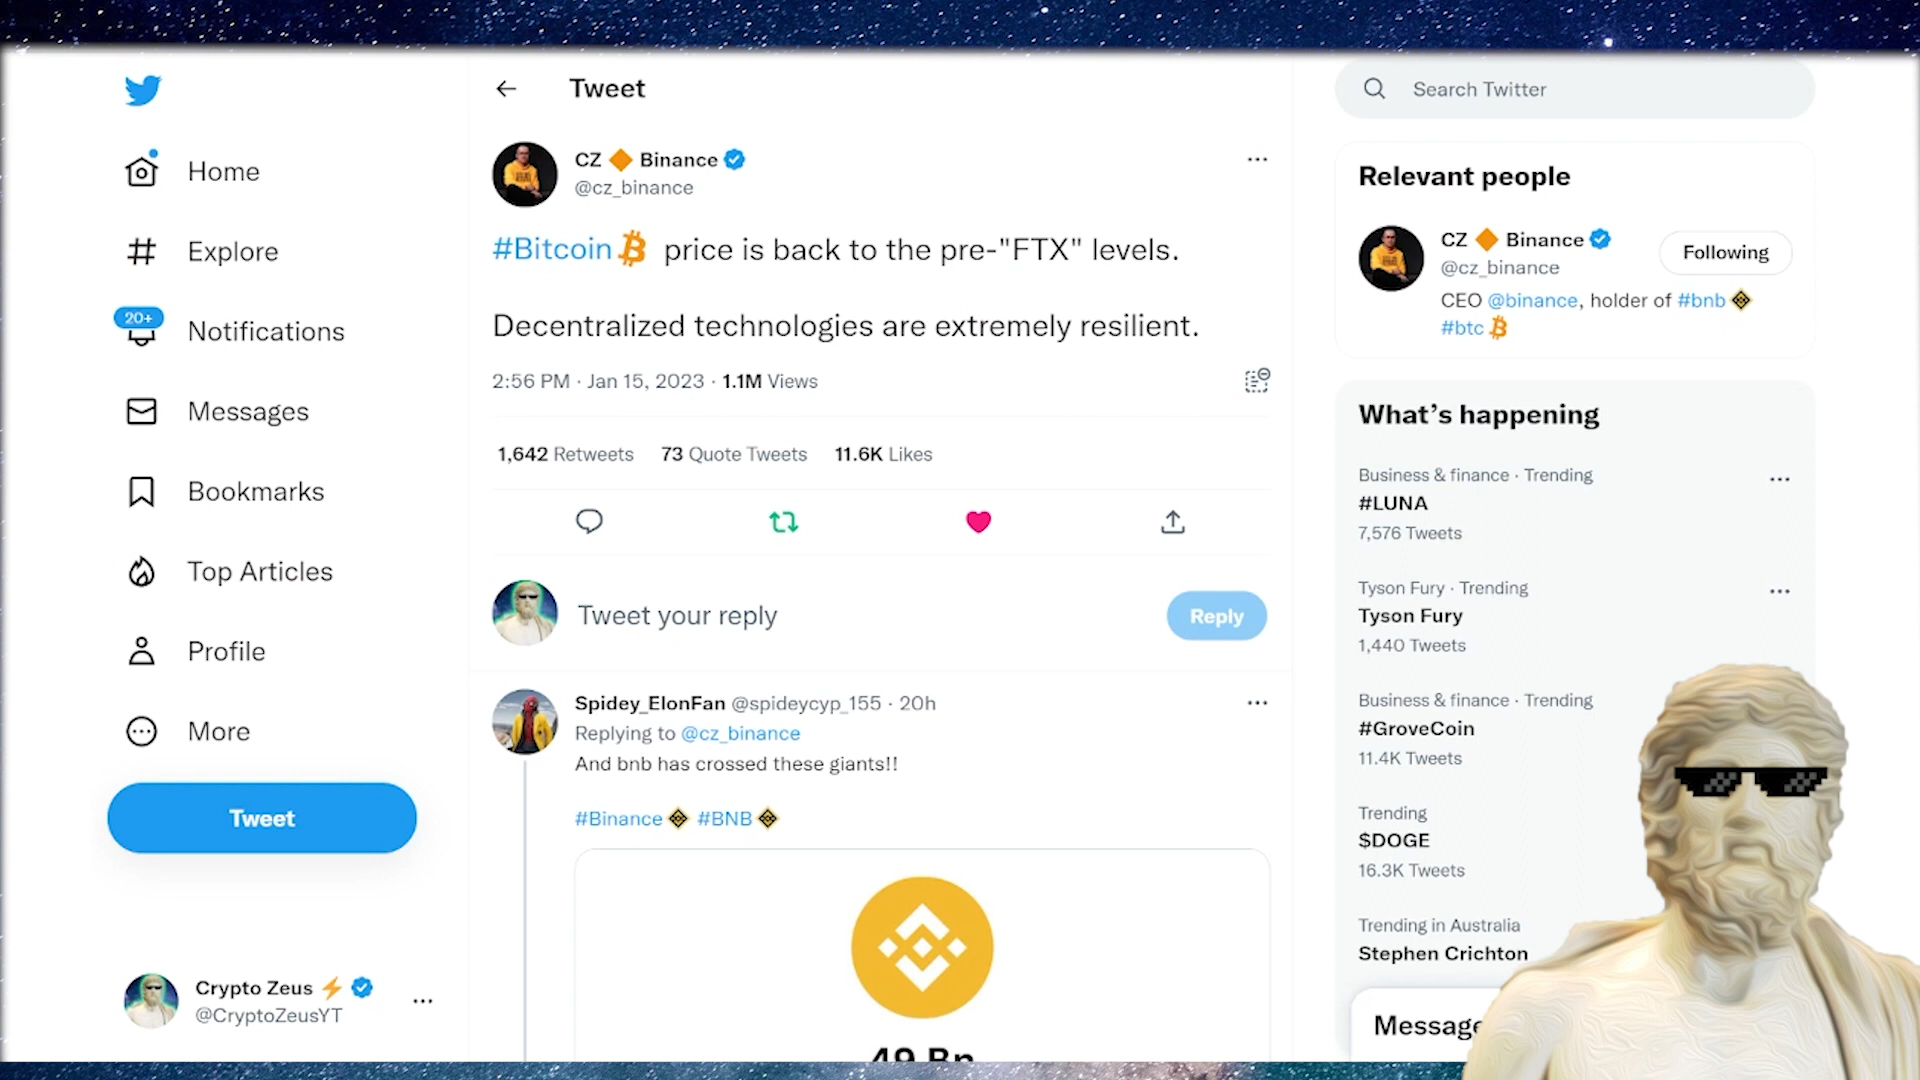 Home
Explore
20+
Notifications
Messages
Bookmarks
Top Articles
Profile
More
Tweet
Crypto Zeus
@CryptoZeusYT
Tweet
CZ Binance
@cz_binance
#Bitcoin price is back to the pre-"FTX" levels.
Decentralized technologies are extremely resilient.
2:56 PM · Jan 15, 2023 · 1.1M Views
1,642 Retweets 73 Quote Tweets 11.6K Likes
Tweet your reply
Reply
Spidey_ElonFan @spideycyp_155 · 20h
Replying to @cz_binance
And bnb has crossed these giants!!
#Binance #BNB
49 Bn
Search Twitter
Relevant people
CZ Binance
@cz_binance
Following
CEO @binance, holder of #bnb
#btc
What's happening
Business & finance · Trending
#LUNA
7,576 Tweets
Tyson Fury · Trending
Tyson Fury
1,440 Tweets
Business & finance · Trending
#GroveCoin
11.4K Tweets
Trending
$DOGE
16.3K Tweets
Trending in Australia
Stephen Crichton
Message